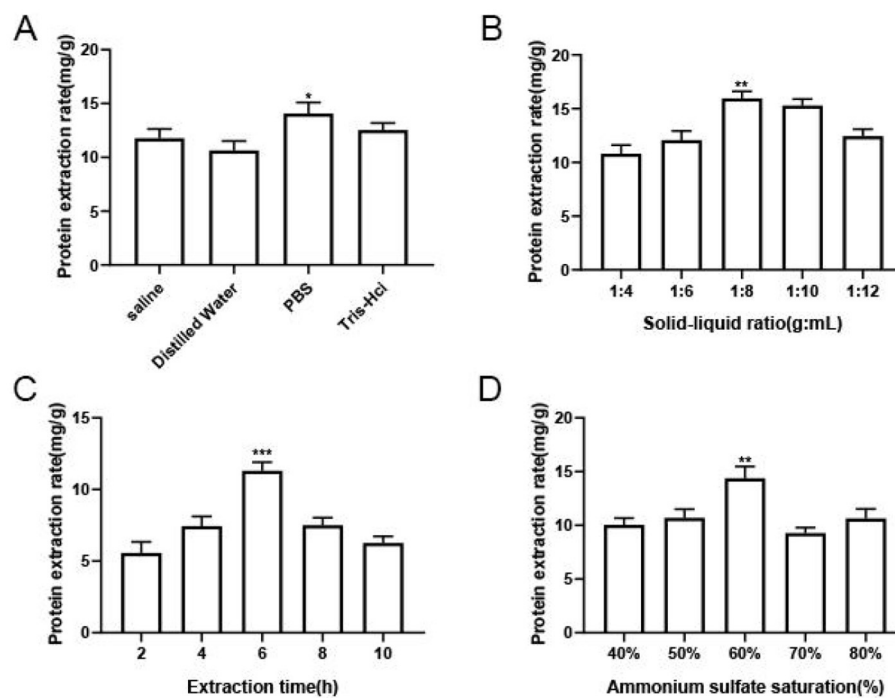 A
Protein extraction rate(mg/g)
20
15
10
5
0
*
saline
Distilled Water
PBS
Tris-Hcl
B
Protein extraction rate(mg/g)
20
15
10
5
0
**
1:4 1:6 1:8 1:10 1:12
Solid-liquid ratio(g:mL)
C
Protein extraction rate(mg/g)
15
10
5
0
***
2 4 6 8 10
Extraction time(h)
D
Protein extraction rate(mg/g)
20
15
10
5
0
**
40% 50% 60% 70% 80%
Ammonium sulfate saturation(%)